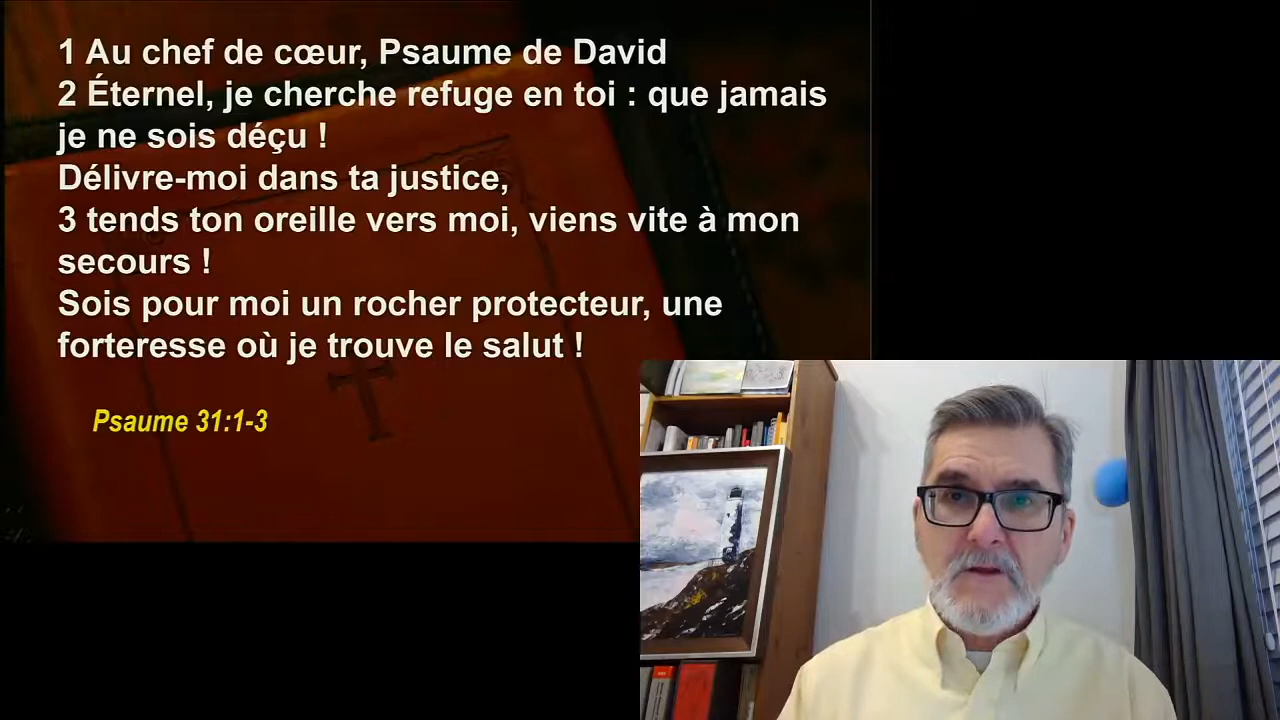 1 Au chef de cœur, Psaume de David
2 Éternel, je cherche refuge en toi : que jamais
je ne sois déçu !
Délivre-moi dans ta justice,
3 tends ton oreille vers moi, viens vite à mon
secours !
Sois pour moi un rocher protecteur, une
forteresse où je trouve le salut !
Psaume 31:1-3